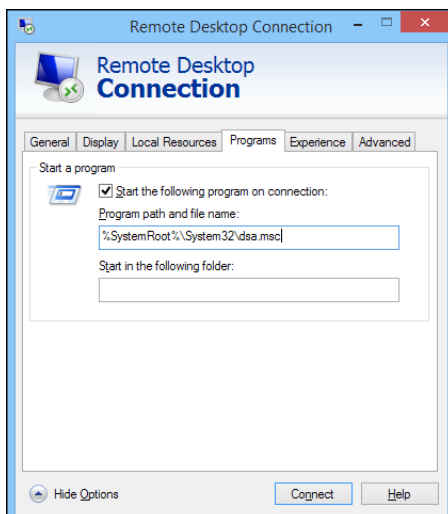 Remote Desktop Connection
Remote Desktop
Connection
General Display Local Resources Programs Experience Advanced
Start a program
Start the following program on connection:
Program path and file name:
%SystemRoot%\System32\dsa.msc
Start in the following folder:
Hide Options
Connect
Help